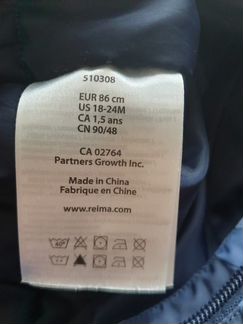 510308
EUR 86 cm
US 18-24M
CA 1,5 ans
CN 90/48
CA 02764
Partners Growth Inc.
Made in China
Fabrique en Chine
www.reima.com